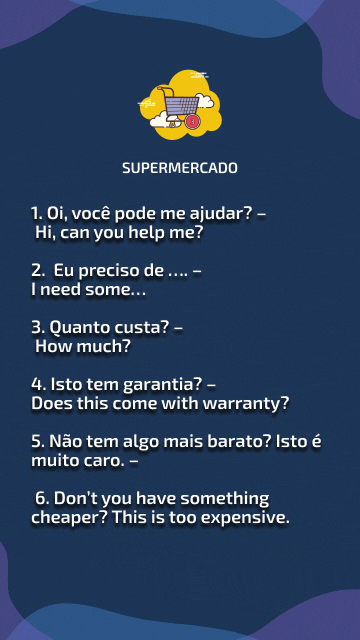 SUPERMERCADO
1. Oi, você pode me ajudar? –
Hi, can you help me?
2. Eu preciso de .... –
I need some...
3. Quanto custa? –
How much?
4. Isto tem garantia? –
Does this come with warranty?
5. Não tem algo mais barato? Isto é
muito caro. –
6. Don't you have something
cheaper? This is too expensive.